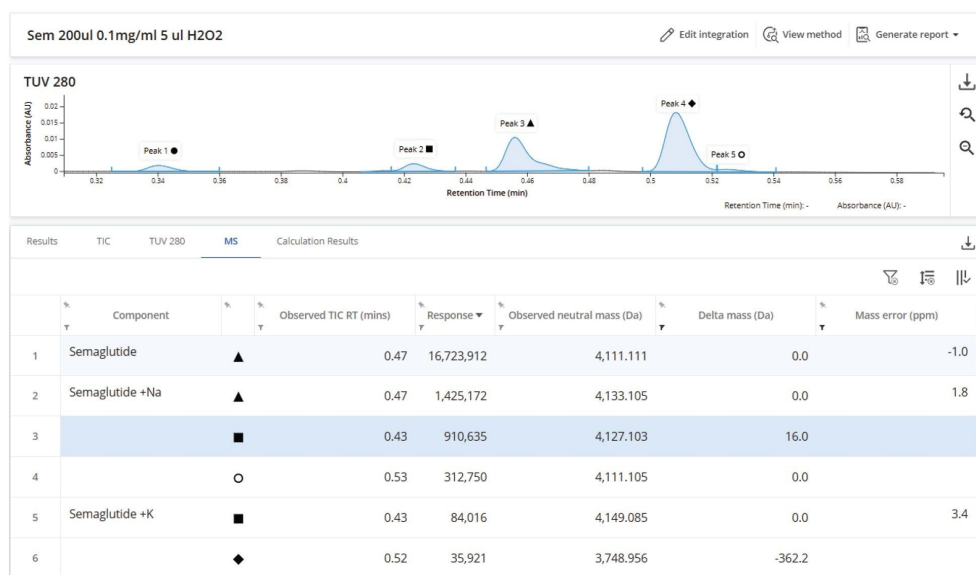 Sem 200ul 0.1mg/ml 5 ul H2O2
Edit integration View method Generate report
TUV 280
Absorbance (AU)
0.02
0.015
0.01
0.005
0
Peak 1 ●
Peak 2 ■
Peak 3 ▲
Peak 4 ◆
Peak 5 O
0.32 0.34 0.36 0.38 0.4 0.42 0.44 0.46 0.48 0.5 0.52 0.54 0.56 0.58
Retention Time (min)
Retention Time (min): - Absorbance (AU): -
Results TIC TUV 280 MS Calculation Results
Component Observed TIC RT (mins) Response ▼ Observed neutral mass (Da) Delta mass (Da) Mass error (ppm)
1 Semaglutide ▲ 0.47 16,723,912 4,111.111 0.0 -1.0
2 Semaglutide +Na ▲ 0.47 1,425,172 4,133.105 0.0 1.8
3 ■ 0.43 910,635 4,127.103 16.0
4 O 0.53 312,750 4,111.105 0.0
5 Semaglutide +K ■ 0.43 84,016 4,149.085 0.0 3.4
6 ◆ 0.52 35,921 3,748.956 -362.2